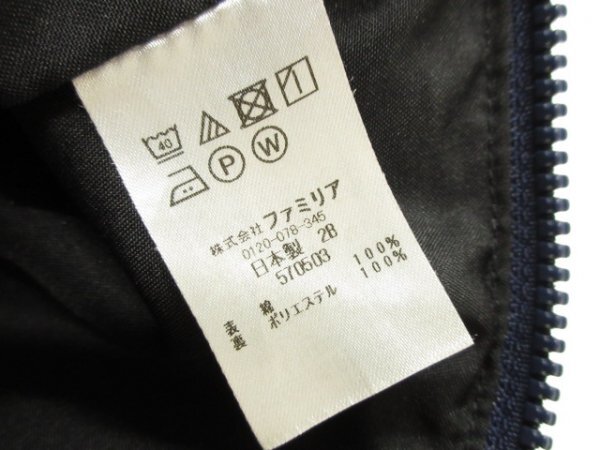 40
P W
株式会社 ファミリア
0120-078-345
日本製 2B
570503
表 綿 100%
裏 ポリエステル 100%